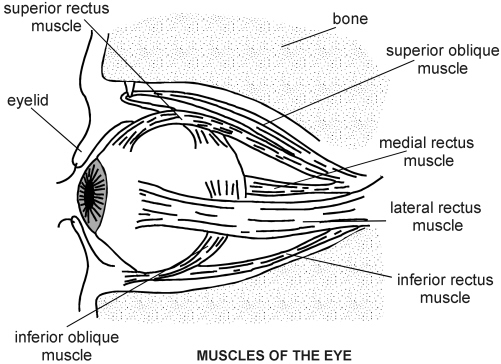 superior rectus
muscle
bone
superior oblique
muscle
eyelid
medial rectus
muscle
lateral rectus
muscle
inferior rectus
muscle
inferior oblique
muscle
MUSCLES OF THE EYE